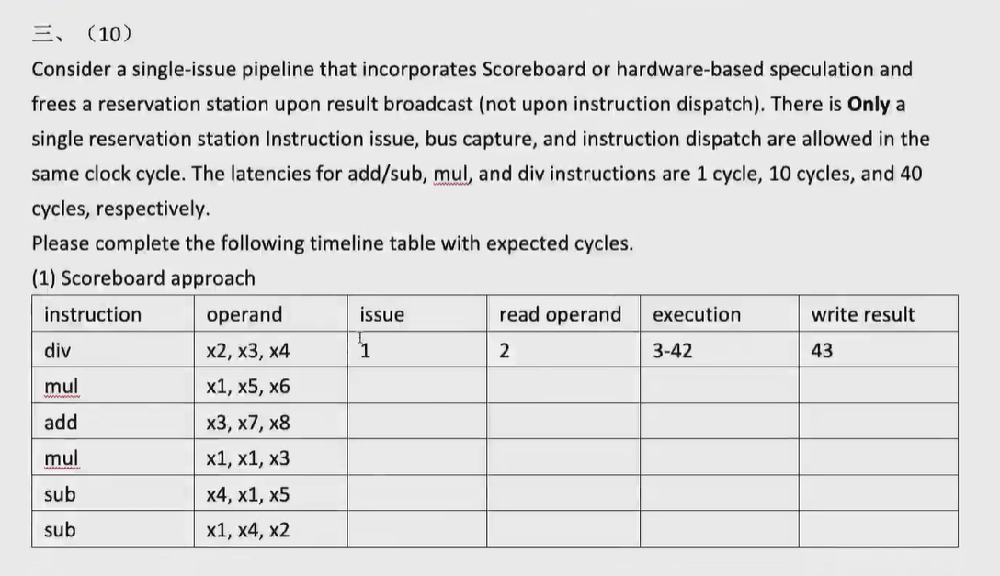 三、（10）
Consider a single-issue pipeline that incorporates Scoreboard or hardware-based speculation and
frees a reservation station upon result broadcast (not upon instruction dispatch). There is Only a
single reservation station Instruction issue, bus capture, and instruction dispatch are allowed in the
same clock cycle. The latencies for add/sub, mul, and div instructions are 1 cycle, 10 cycles, and 40
cycles, respectively.
Please complete the following timeline table with expected cycles.
(1) Scoreboard approach
instruction operand issue read operand execution write result
div x2, x3, x4 1 2 3-42 43
mul x1, x5, x6
add x3, x7, x8
mul x1, x1, x3
sub x4, x1, x5
sub x1, x4, x2